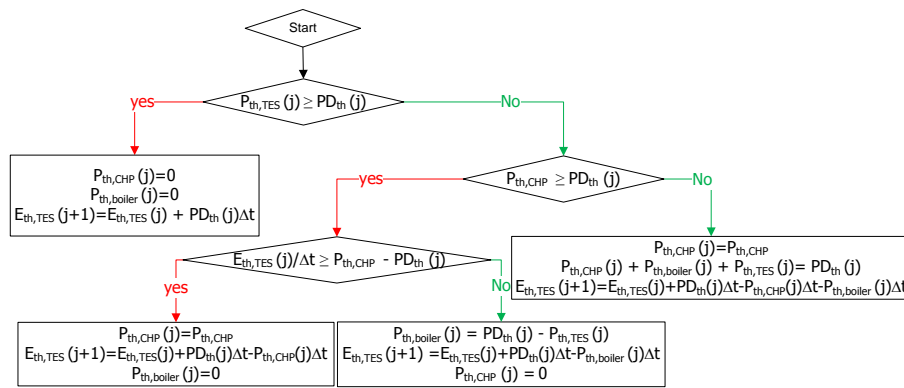 Start
P_th,TES (j) ≥ PD_th (j)
yes
No
P_th,CHP (j)=0
P_th,boiler (j)=0
E_th,TES (j+1)=E_th,TES (j) + PD_th (j)Δt
P_th,CHP ≥ PD_th (j)
yes
No
E_th,TES (j)/Δt ≥ P_th,CHP - PD_th (j)
P_th,CHP (j)=P_th,CHP
P_th,CHP (j) + P_th,boiler (j) + P_th,TES (j)= PD_th (j)
E_th,TES (j+1)=E_th,TES(j)+PD_th(j)Δt-P_th,CHP(j)Δt-P_th,boiler(j)Δt
yes
No
P_th,CHP (j)=P_th,CHP
E_th,TES (j+1)=E_th,TES(j)+PD_th(j)Δt-P_th,CHP(j)Δt
P_th,boiler (j)=0
P_th,boiler (j) = PD_th (j) - P_th,TES (j)
E_th,TES (j+1) =E_th,TES(j)+PD_th(j)Δt-P_th,boiler(j)Δt
P_th,CHP (j) = 0